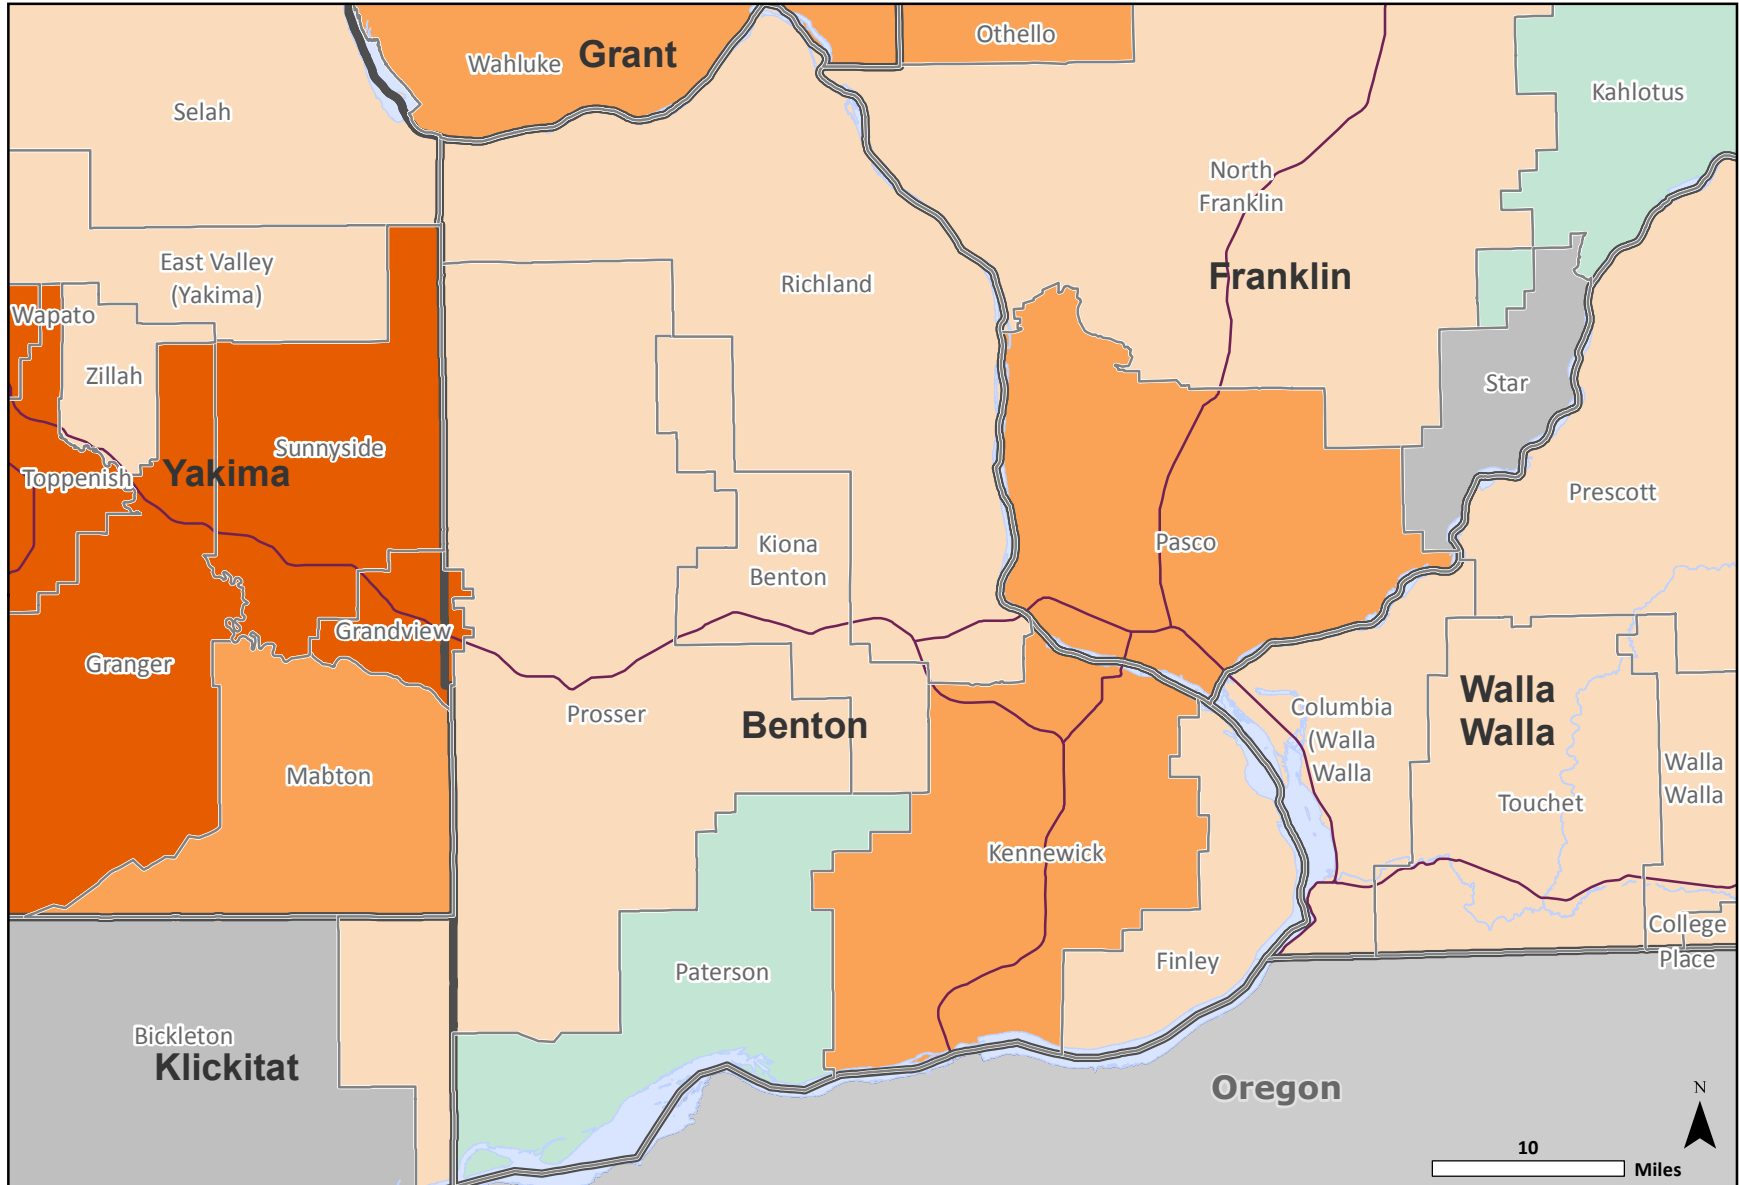 Othello
Wahluke
Grant
Kahlotus
Selah
North
Franklin
East Valley
(Yakima)
Richland
Franklin
Wapato
Zillah
Star
Sunnyside
Toppenish
Yakima
Prescott
Pasco
Kiona
Benton
Grandview
Granger
Prosser
Benton
Columbia
(Walla
Walla
Walla
Walla
Mabton
Walla
Walla
Touchet
Kennewick
College
Place
Paterson
Finley
Bickleton
Klickitat
Oregon
N
10
Miles